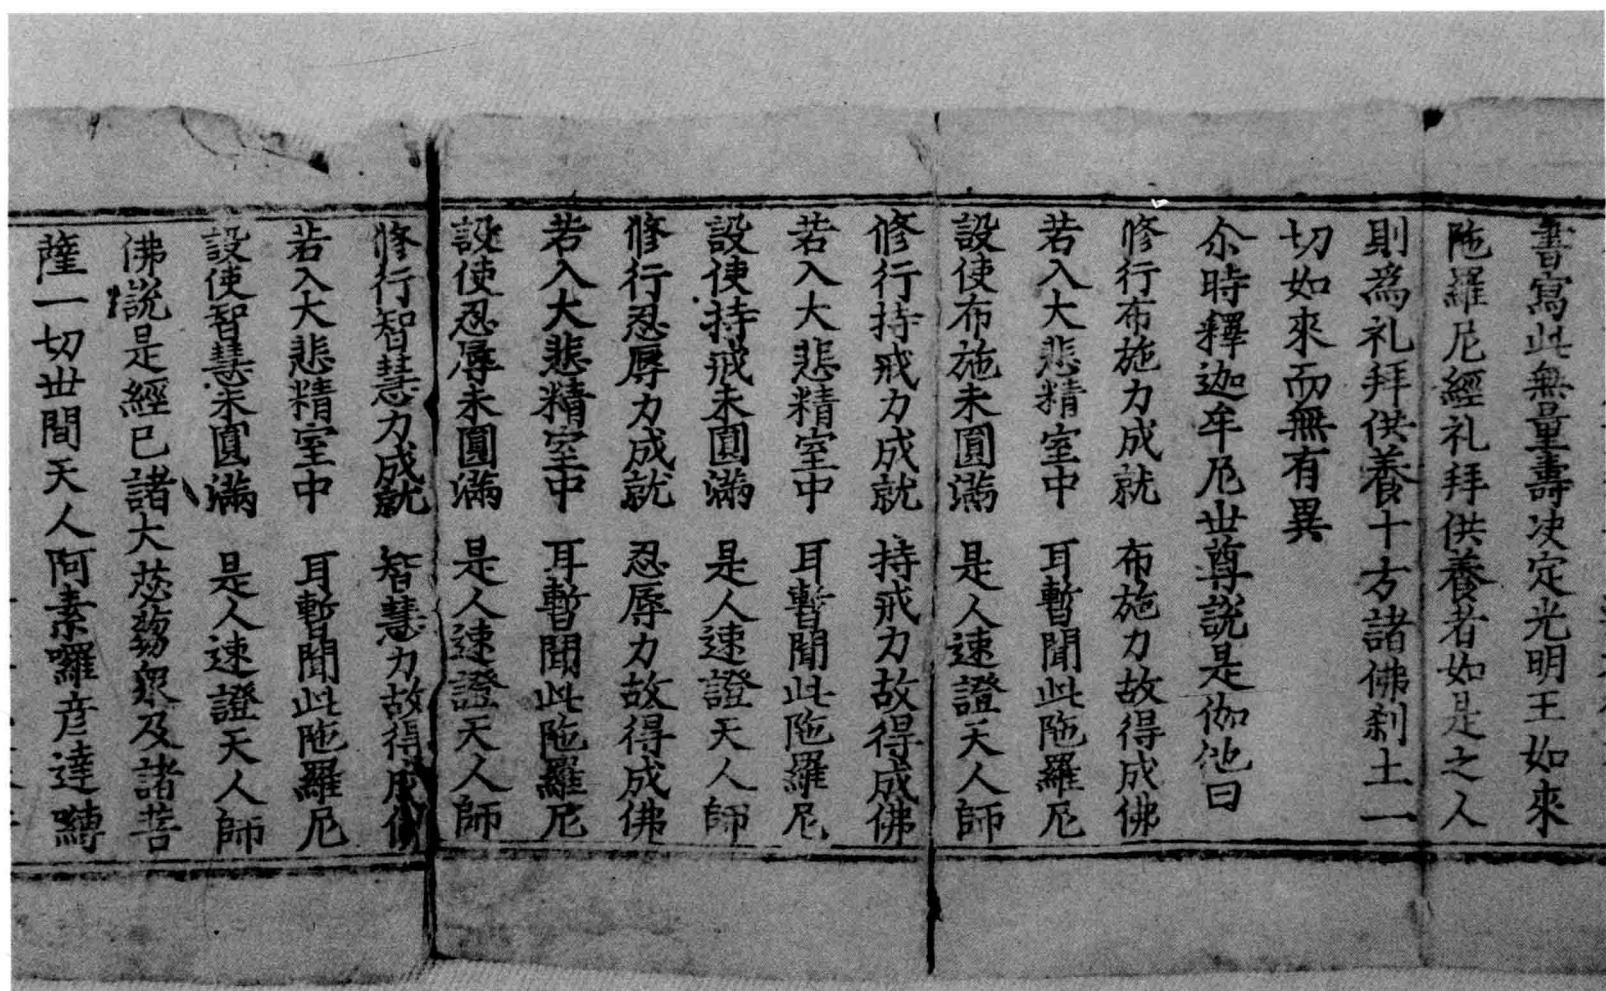 書寫此無量壽决定光明王如來
陁羅尼經礼拜供養者如是之人
則爲礼拜供養十方諸佛刹土一
切如來而無有異
尒時釋迦牟尼世尊説是伽他曰
修行布施力成就　布施力故得成佛
若入大悲精室中　耳暫聞此陁羅尼
設使布施未圓滿　是人速證天人師
修行持戒力成就　持戒力故得成佛
若入大悲精室中　耳暫聞此陁羅尼
設使持戒未圓滿　是人速證天人師
修行忍辱力成就　忍辱力故得成佛
若入大悲精室中　耳暫聞此陁羅尼
設使忍辱未圓滿　是人速證天人師
修行智慧力成就　智慧力故得成佛
若入大悲精室中　耳暫聞此陁羅尼
設使智慧未圓滿　是人速證天人師
佛説是經已諸大苾蒭衆及諸菩
薩一切世間天人阿素囉彦達嚩